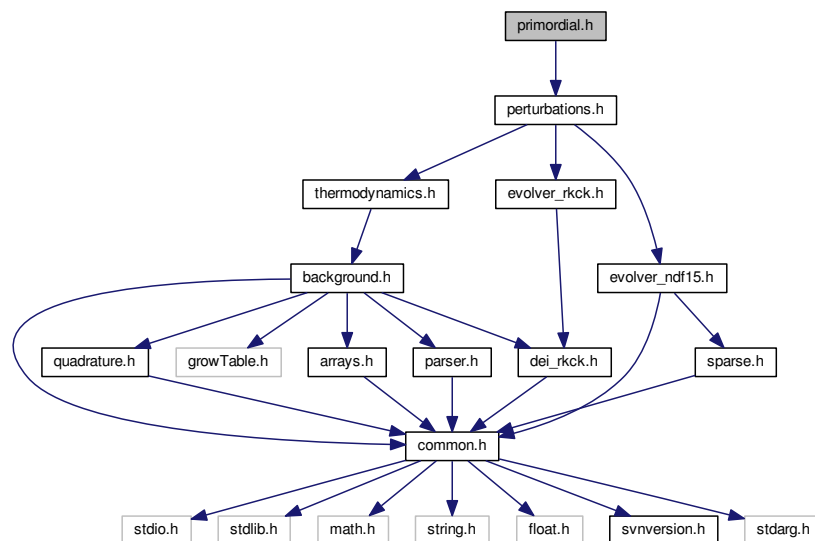 primordial.h
perturbations.h
thermodynamics.h
evolver_rkck.h
background.h
evolver_ndf15.h
quadrature.h
growTable.h
arrays.h
parser.h
dei_rkck.h
sparse.h
common.h
stdio.h
stdlib.h
math.h
string.h
float.h
svnversion.h
stdarg.h